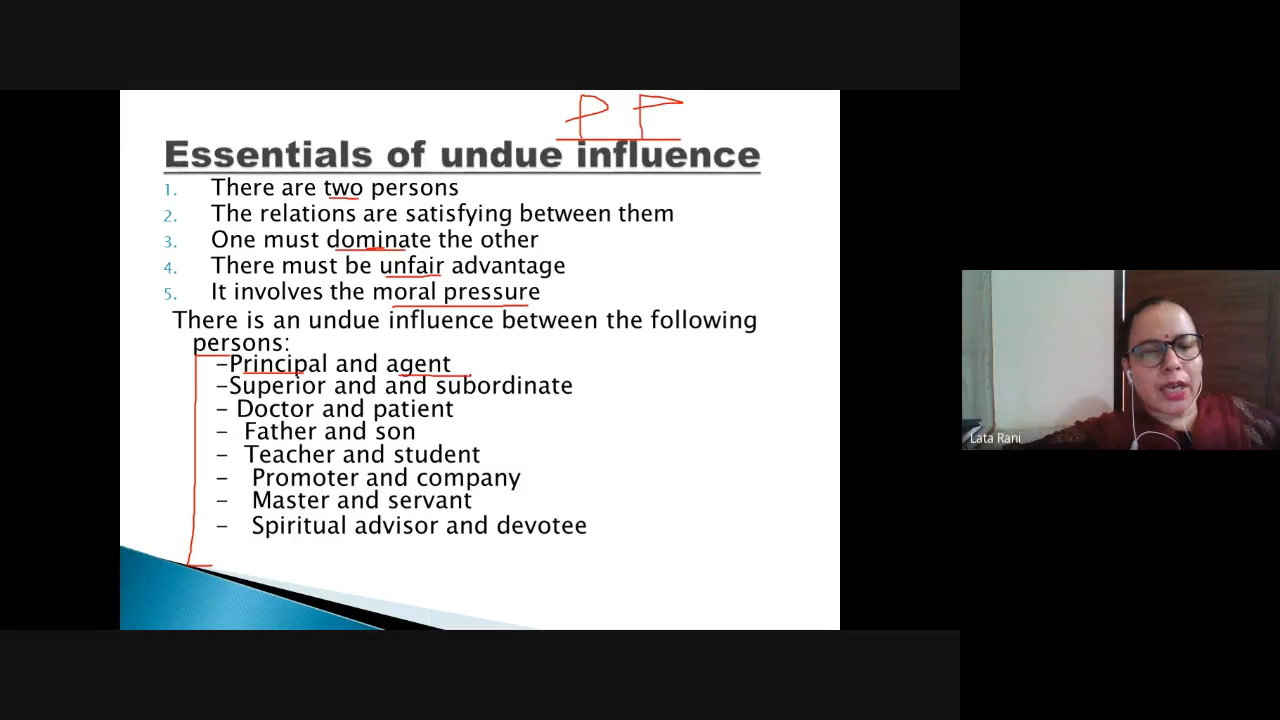 P P
Essentials of undue influence
1. There are two persons
2. The relations are satisfying between them
3. One must dominate the other
4. There must be unfair advantage
5. It involves the moral pressure
There is an undue influence between the following
persons:
-Principal and agent
-Superior and and subordinate
- Doctor and patient
- Father and son
- Teacher and student
- Promoter and company
- Master and servant
- Spiritual advisor and devotee
Lata Rani